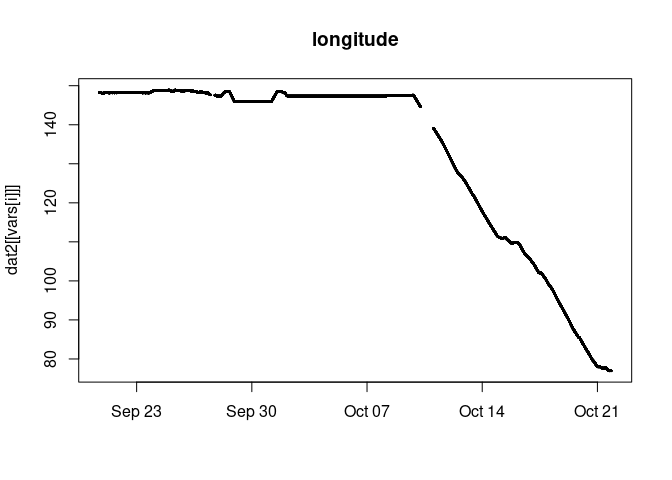 longitude
dat2[[vars[i]]]
140
120
100
90
80
Sep 23
Sep 30
Oct 07
Oct 14
Oct 21